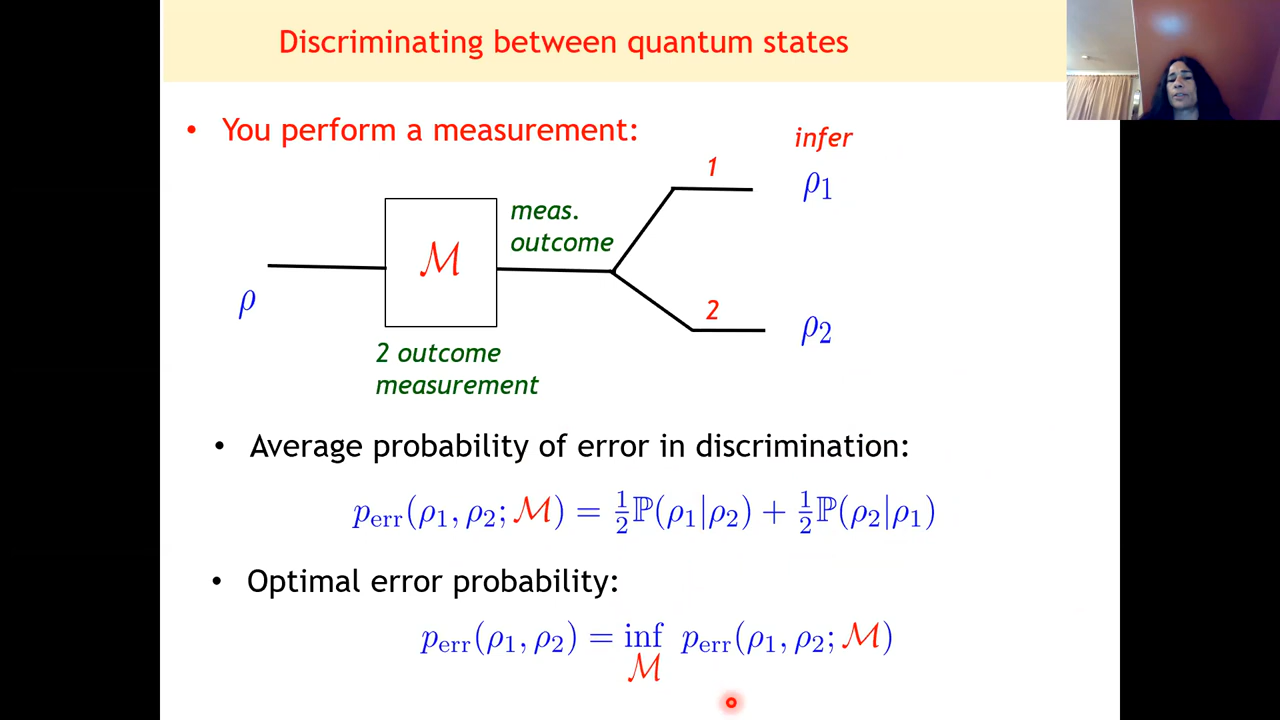 Discriminating between quantum states
• You perform a measurement:
infer
1
ρ₁
meas.
outcome
ℳ
ρ
2
ρ₂
2 outcome
measurement
• Average probability of error in discrimination:
p_err(ρ₁, ρ₂; ℳ) = ½ℙ(ρ₁|ρ₂) + ½ℙ(ρ₂|ρ₁)
• Optimal error probability:
p_err(ρ₁, ρ₂) = inf p_err(ρ₁, ρ₂; ℳ)
ℳ